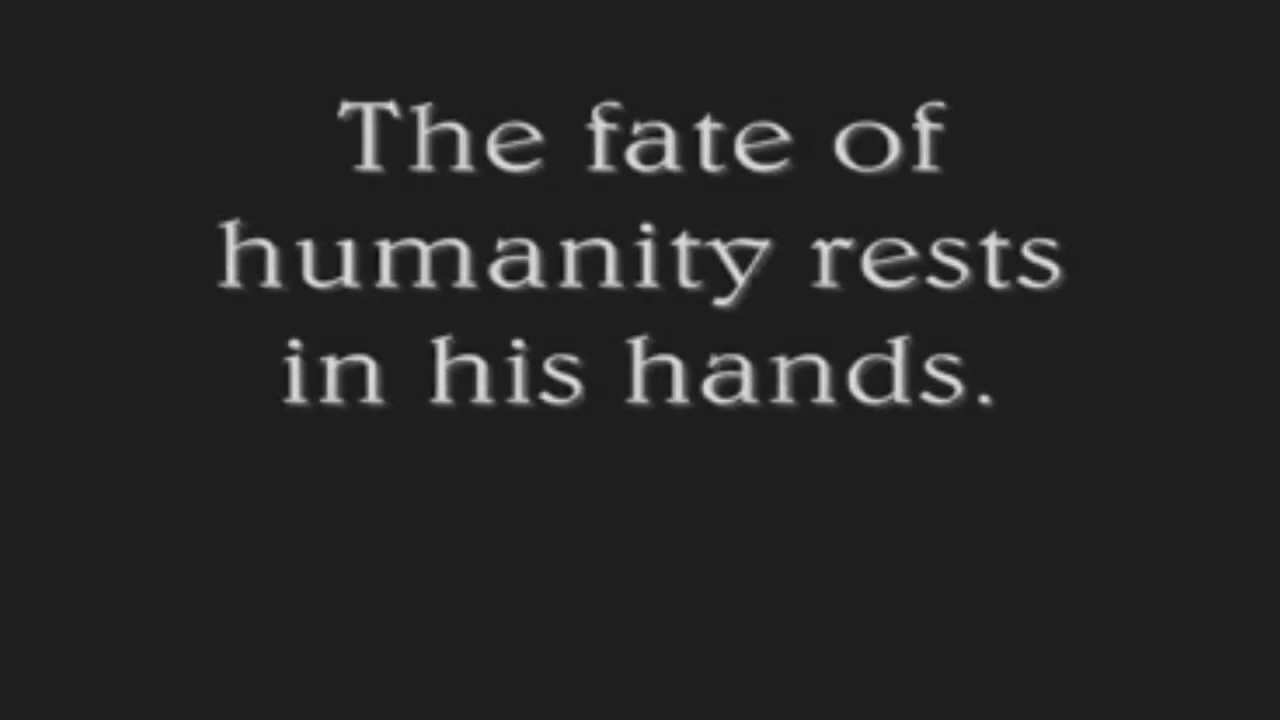 The fate of
humanity rests
in his hands.